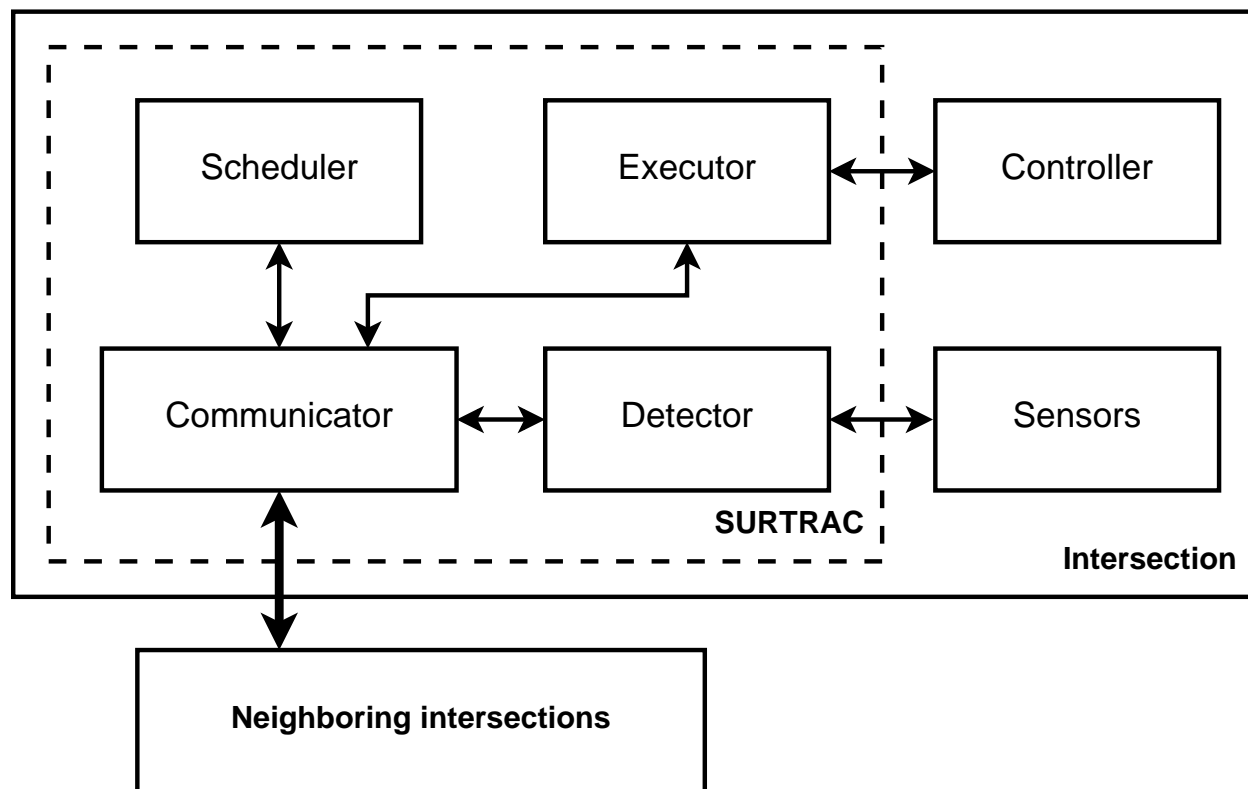 Scheduler
Executor
Controller
Communicator
Detector
Sensors
SURTRAC
Intersection
Neighboring intersections